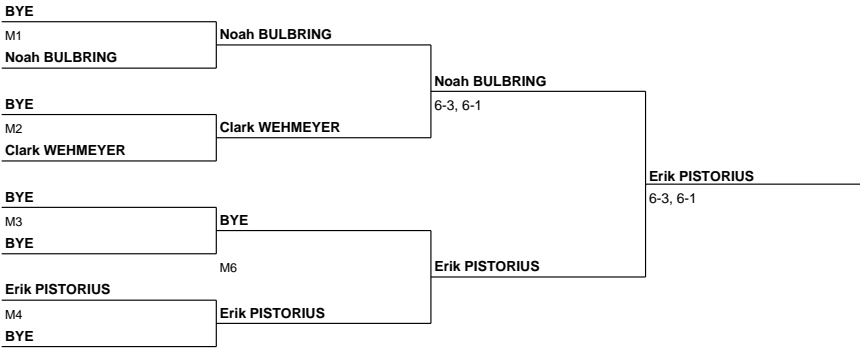 BYE
M1
Noah BULBRING
BYE
M2
Clark WEHMEYER
BYE
M3
BYE
Erik PISTORIUS
M4
BYE
Noah BULBRING
Clark WEHMEYER
BYE
M6
Erik PISTORIUS
Noah BULBRING
6-3, 6-1
Erik PISTORIUS
Erik PISTORIUS
6-3, 6-1